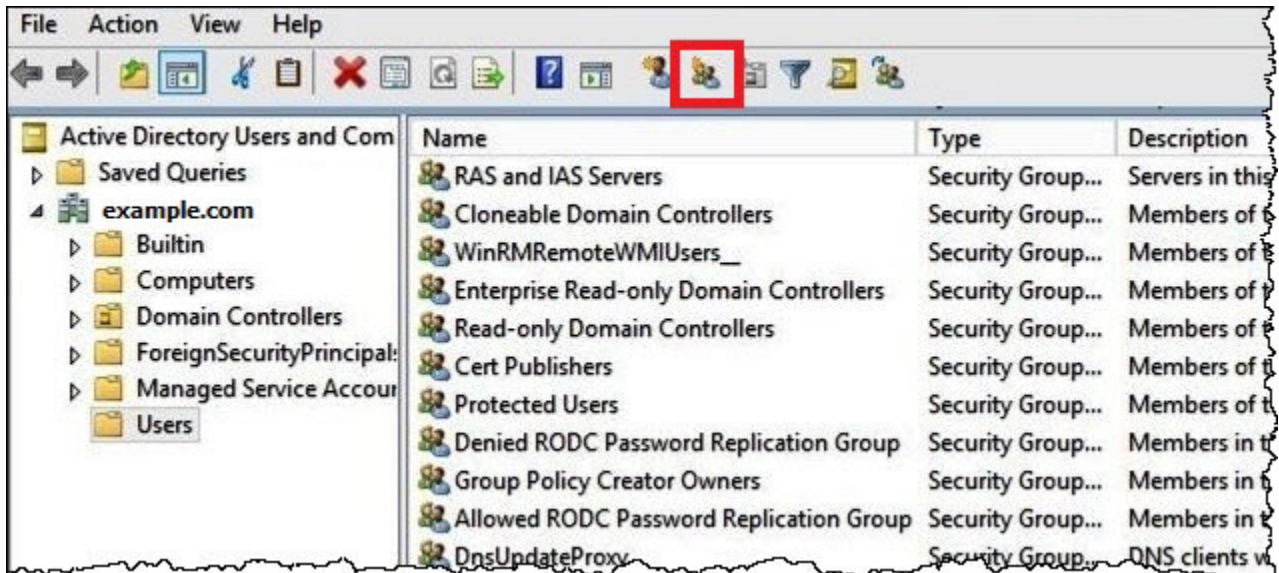 File Action View Help
Active Directory Users and Com
Saved Queries
example.com
Builtin
Computers
Domain Controllers
ForeignSecurityPrincipal
Managed Service Accour
Users
Name Type Description
RAS and IAS Servers Security Group... Servers in this
Cloneable Domain Controllers Security Group... Members of
WinRMRemoteWMIUsers__ Security Group... Members of
Enterprise Read-only Domain Controllers Security Group... Members of
Read-only Domain Controllers Security Group... Members of
Cert Publishers Security Group... Members of
Protected Users Security Group... Members of
Denied RODC Password Replication Group Security Group... Members in
Group Policy Creator Owners Security Group... Members in
Allowed RODC Password Replication Group Security Group... Members in
DnsUpdateProxy Security Group... DNS clients